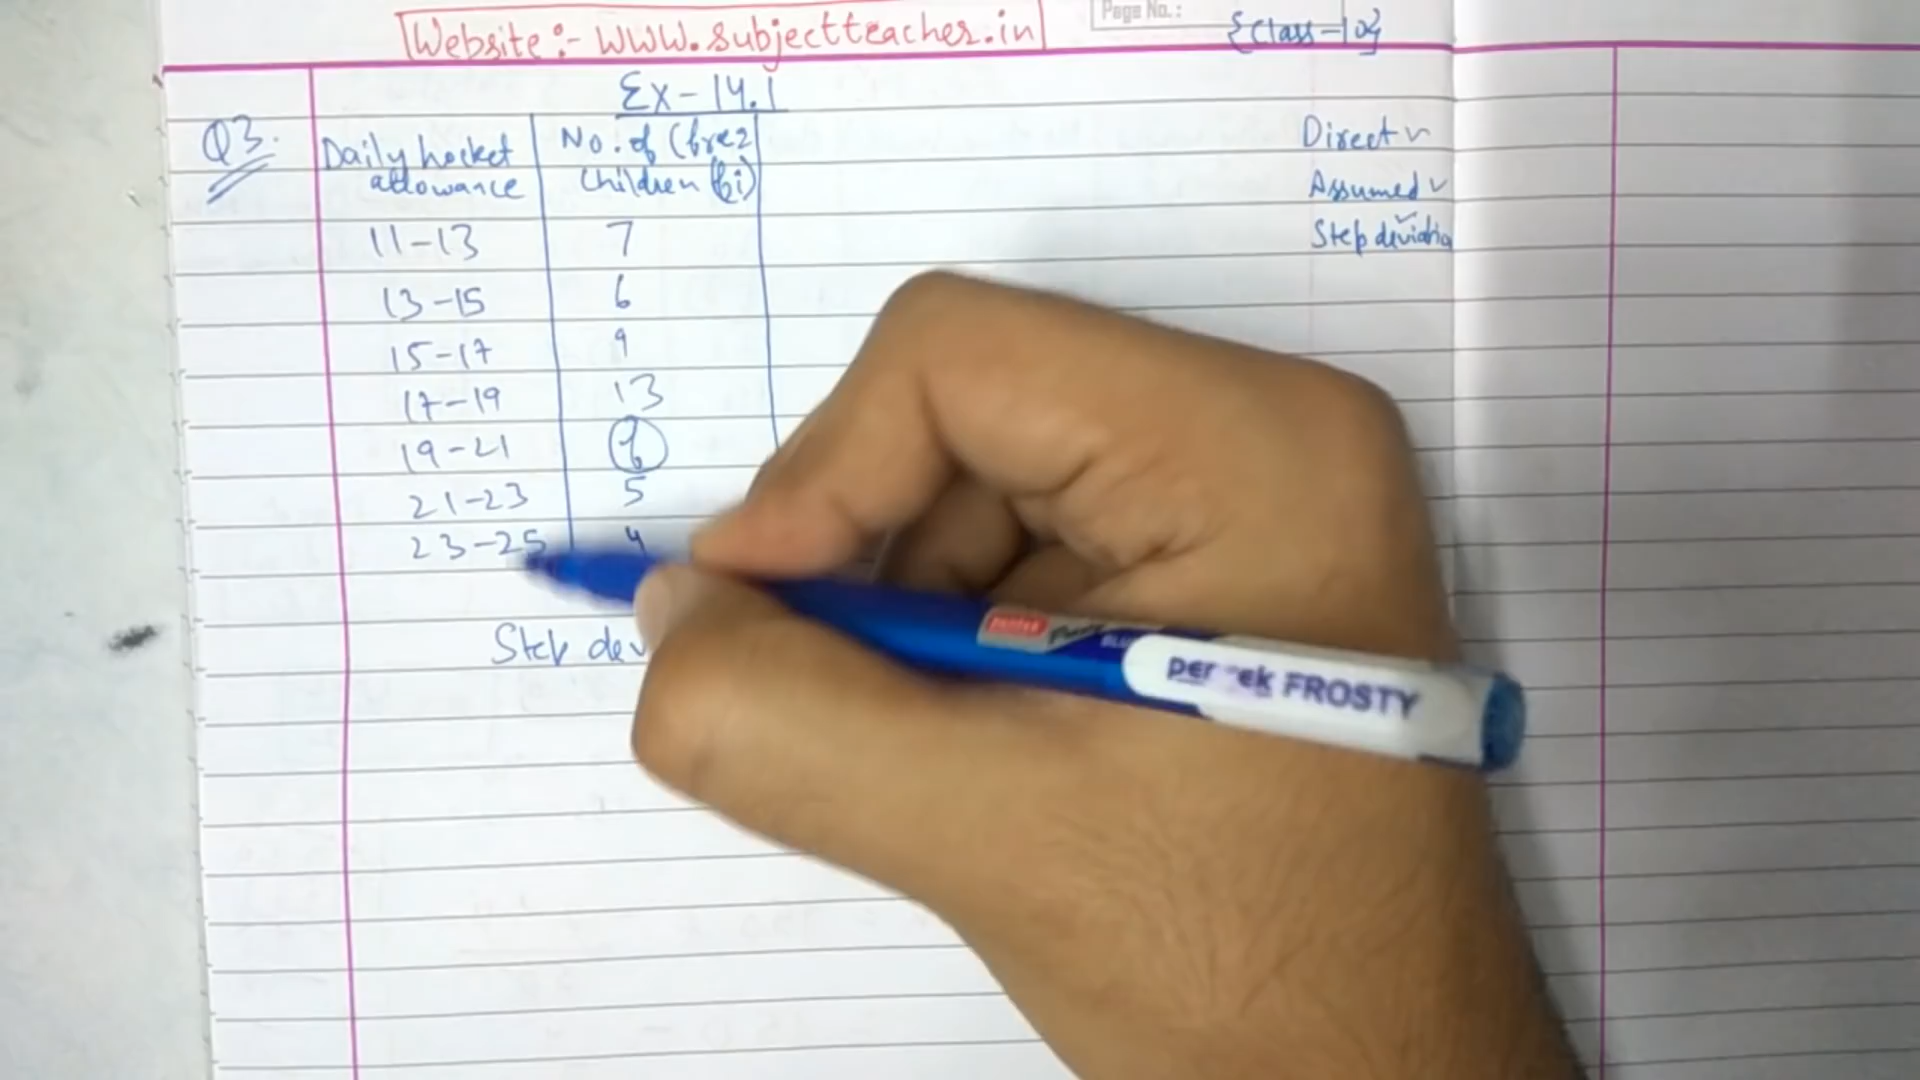 Website:- www.subjectteacher.in
Page No.:
{Class-10}
Ex-14.1
Q3.
Daily pocket allowance
No. of children (fi)
Direct
Assumed
Step deviation
11-13 7
13-15 6
15-17 9
17-19 13
19-21 f
21-23 5
23-25 4
Step dev
pentek
BLUE
FROSTY